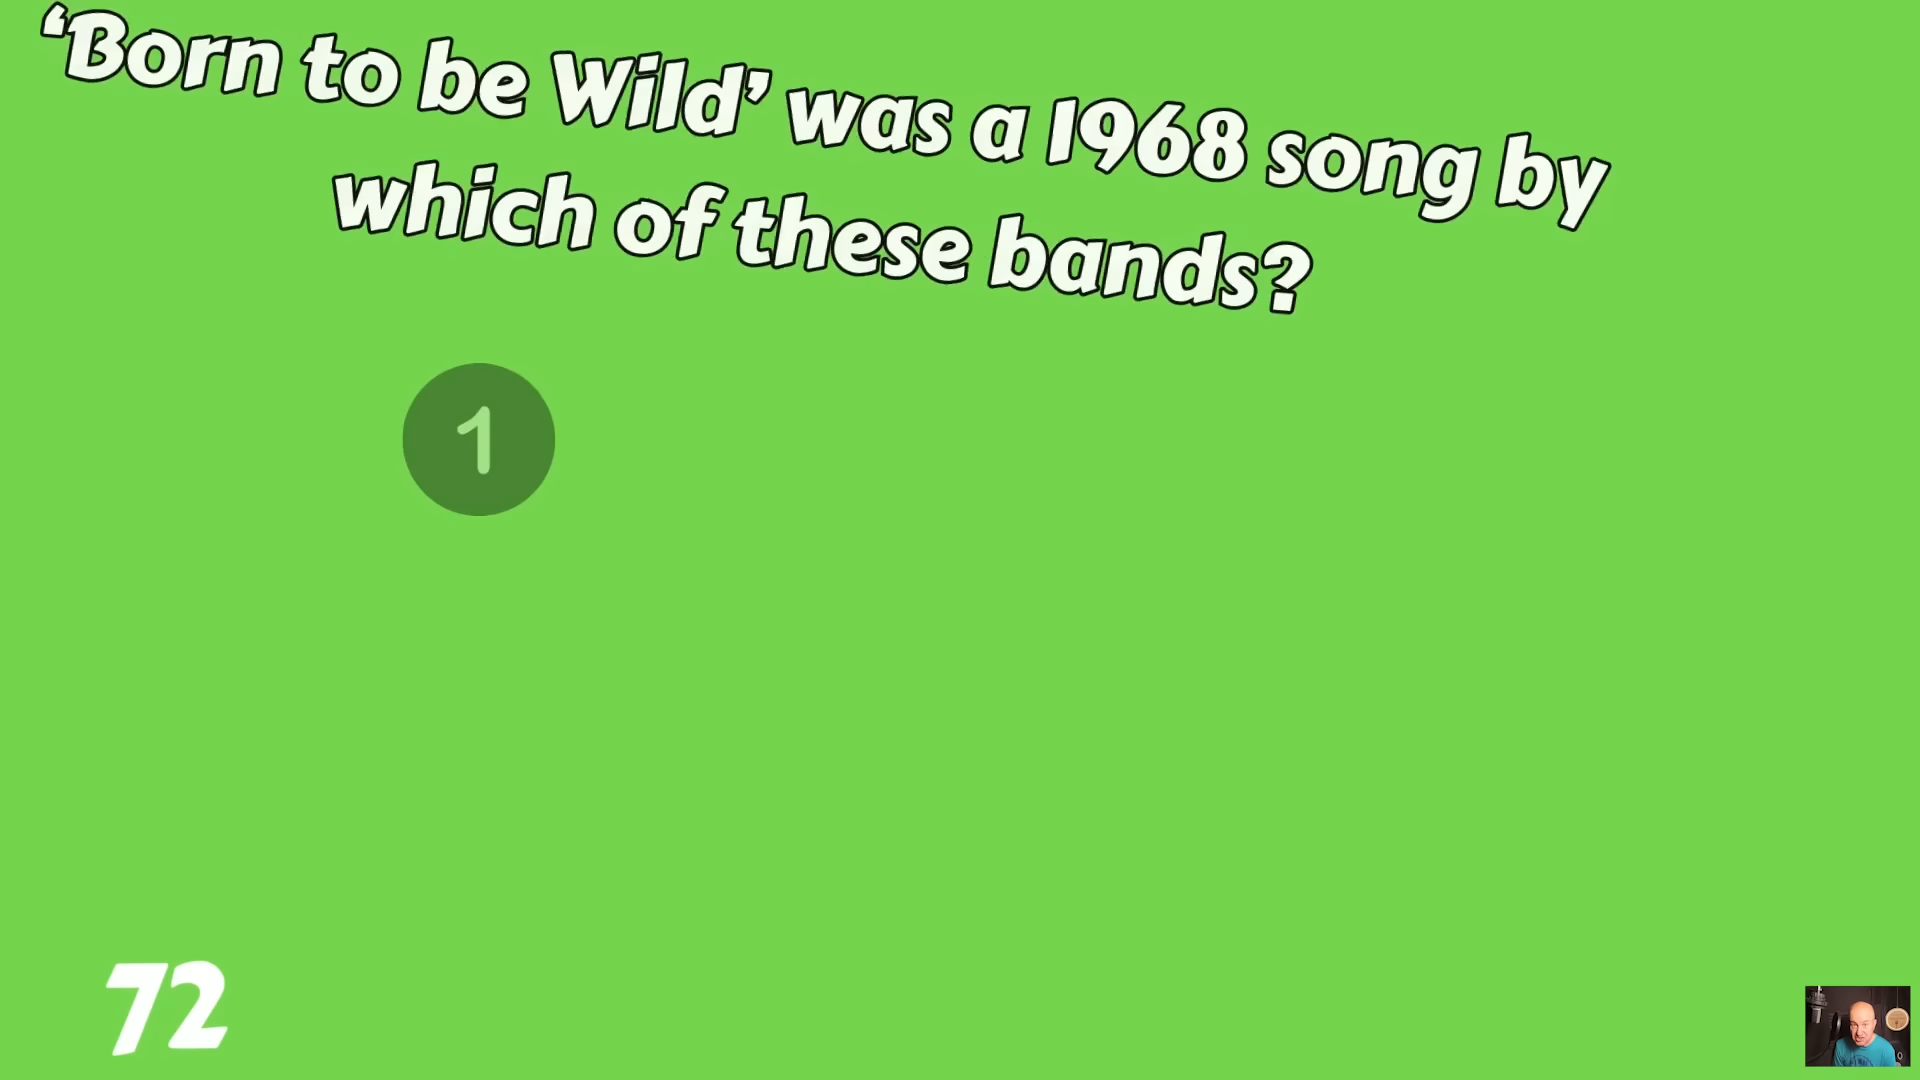 ‘Born to be Wild’ was a 1968 song by
which of these bands?
1
72